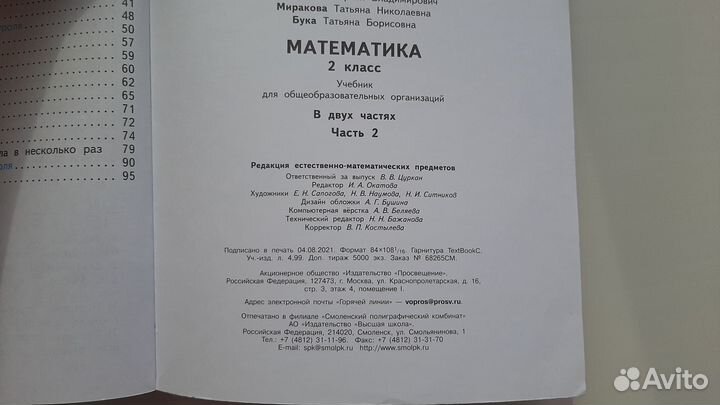 41
48
50
57
59
60
62
65
71
72
74
ла в несколько раз 79
90
95
Миракова Татьяна Николаевна
Бука Татьяна Борисовна
МАТЕМАТИКА
2 класс
Учебник
для общеобразовательных организаций
В двух частях
Часть 2
Редакция естественно-математических предметов
Ответственный за выпуск В. В. Цуркан
Редактор И. А. Окатова
Художники Е. Н. Сапогова, Н. В. Наумова, Н. И. Ситников
Дизайн обложки А. Г. Бушина
Компьютерная вёрстка А. В. Беляева
Технический редактор Н. Н. Бажанова
Корректор В. П. Костылева
Подписано в печать 04.08.2021. Формат 84×108 1/16. Гарнитура TextBookC.
Уч.-изд. л. 4,99. Доп. тираж 5000 экз. Заказ № 68265СМ.
Акционерное общество «Издательство «Просвещение».
Российская Федерация, 127473, г. Москва, ул. Краснопролетарская, д. 16,
стр. 3, этаж 4, помещение I.
Адрес электронной почты «Горячей линии» — vopros@prosv.ru.
Отпечатано в филиале «Смоленский полиграфический комбинат»
АО «Издательство «Высшая школа».
Российская Федерация, 214020, Смоленск, ул. Смольянинова, 1
Тел.: +7 (4812) 31-11-96. Факс: +7 (4812) 31-31-70
E-mail: spk@smolpk.ru http://www.smolpk.ru
Avito